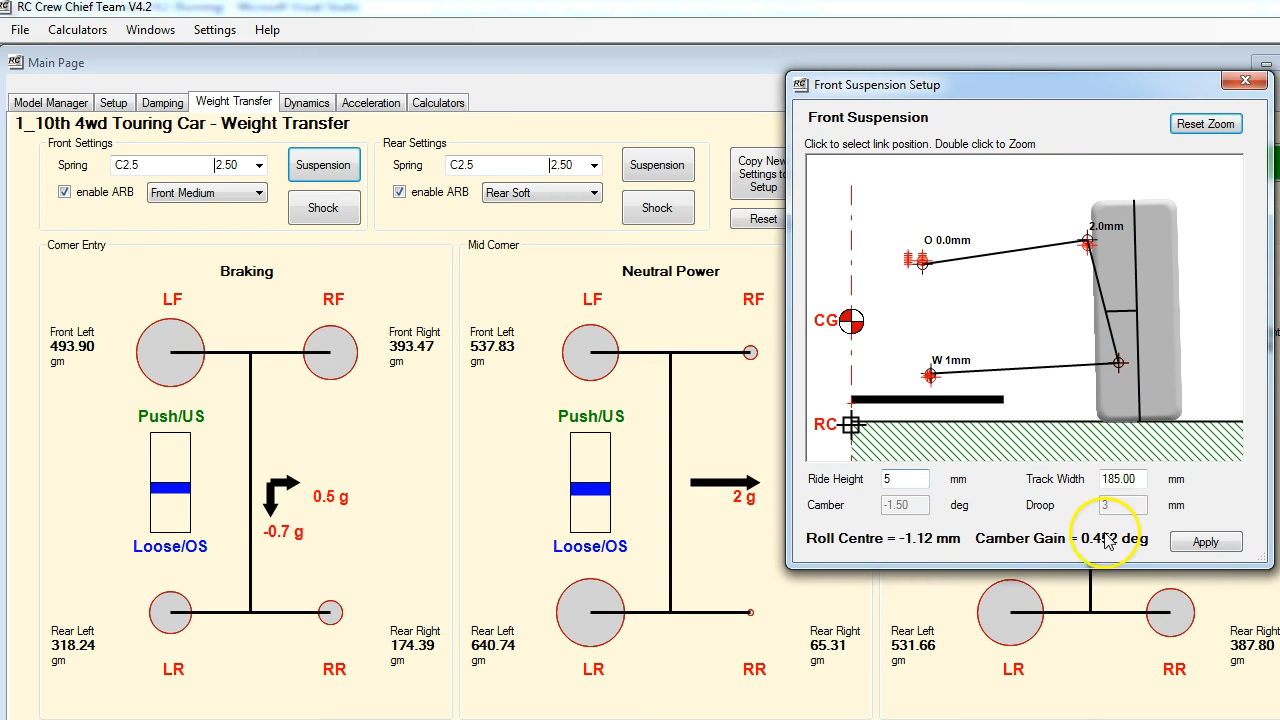 RC Crew Chief Team V4.2
File Calculators Windows Settings Help
RC Main Page
Model Manager Setup Damping Weight Transfer Dynamics Acceleration Calculators
1_10th 4wd Touring Car - Weight Transfer
Front Settings
Spring C2.5 2.50 Suspension
enable ARB Front Medium Shock
Rear Settings
Spring C2.5 2.50 Suspension
enable ARB Rear Soft Shock
Copy New
Settings to
Setup
Reset
Corner Entry
Braking
LF RF
Front Left
493.90
gm
Front Right
393.47
gm
Push/US
0.5 g
-0.7 g
Loose/OS
Rear Left
318.24
gm
Rear Right
174.39
gm
LR RR
Mid Corner
Neutral Power
LF RF
Front Left
537.83
gm
Push/US
2 g
Loose/OS
Rear Left
640.74
gm
Rear Right
65.31
gm
LR RR
Rear Left
531.66
gm
Rear Right
387.80
gm
LR RR
RC Front Suspension Setup
Front Suspension
Reset Zoom
Click to select link position. Double click to Zoom
O 0.0mm
2.0mm
CG
W 1mm
RC
Ride Height 5 mm Track Width 185.00 mm
Camber -1.50 deg Droop 3 mm
Roll Centre = -1.12 mm Camber Gain = deg Apply